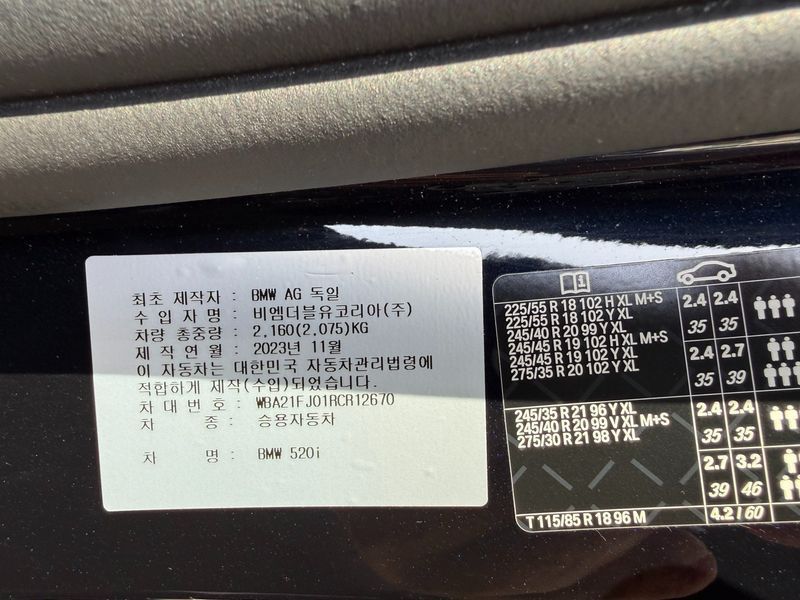 최초 제작자 : BMW AG 독일
수 입 자 명 : 비엠더블유코리아(주)
차량 총중량 : 2,160(2,075)KG
제 작 연 월 : 2023년 11월
이 자동차는 대한민국 자동차관리법령에
적합하게 제작(수입)되었습니다.
차 대 번 호 : WBA21FJ01RCR12670
차 종 : 승용자동차
차 명 : BMW 520i
225/55 R 18 102 H XL M+S
225/55 R 18 102 Y XL
245/40 R 20 99 Y XL
2.4 2.4
35 35
245/45 R 19 102 H XL M+S
245/45 R 19 102 Y XL
275/35 R 20 102 Y XL
2.4 2.7
35 39
245/35 R 21 96 Y XL
245/40 R 20 99 V XL M+S
275/30 R 21 98 Y XL
2.4 2.4
35 35
2.7 3.2
39 46
T 115/85 R 18 96 M
4.2 / 60